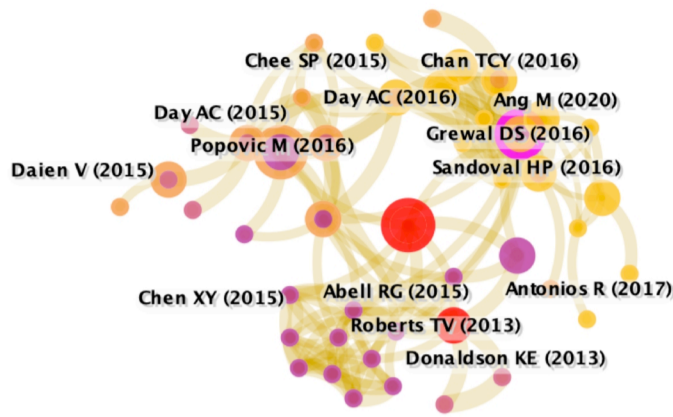 Chee SP (2015)
Chan TCY (2016)
Day AC (2016)
Ang M (2020)
Day AC (2015)
Grewal DS (2016)
Popovic M (2016)
Daien V (2015)
Sandoval HP (2016)
Chen XY (2015)
Abell RG (2015)
Antonios R (2017)
Roberts TV (2013)
Donaldson KE (2013)